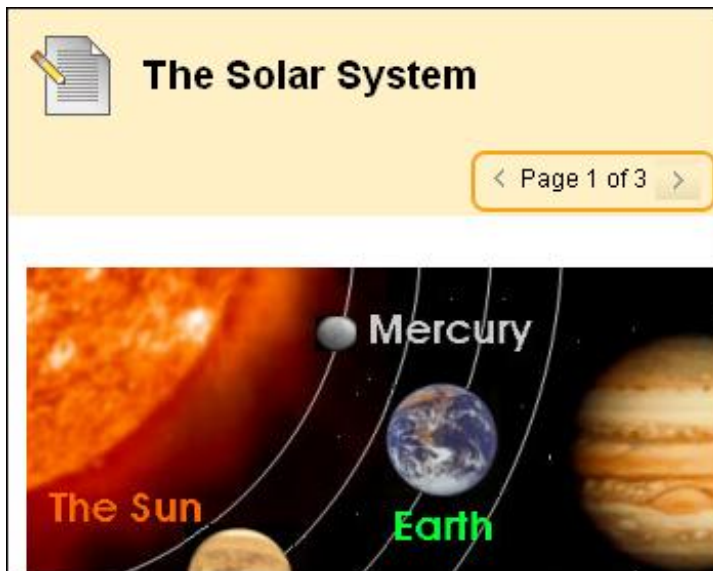 The Solar System
< Page 1 of 3 >
Mercury
The Sun
Earth